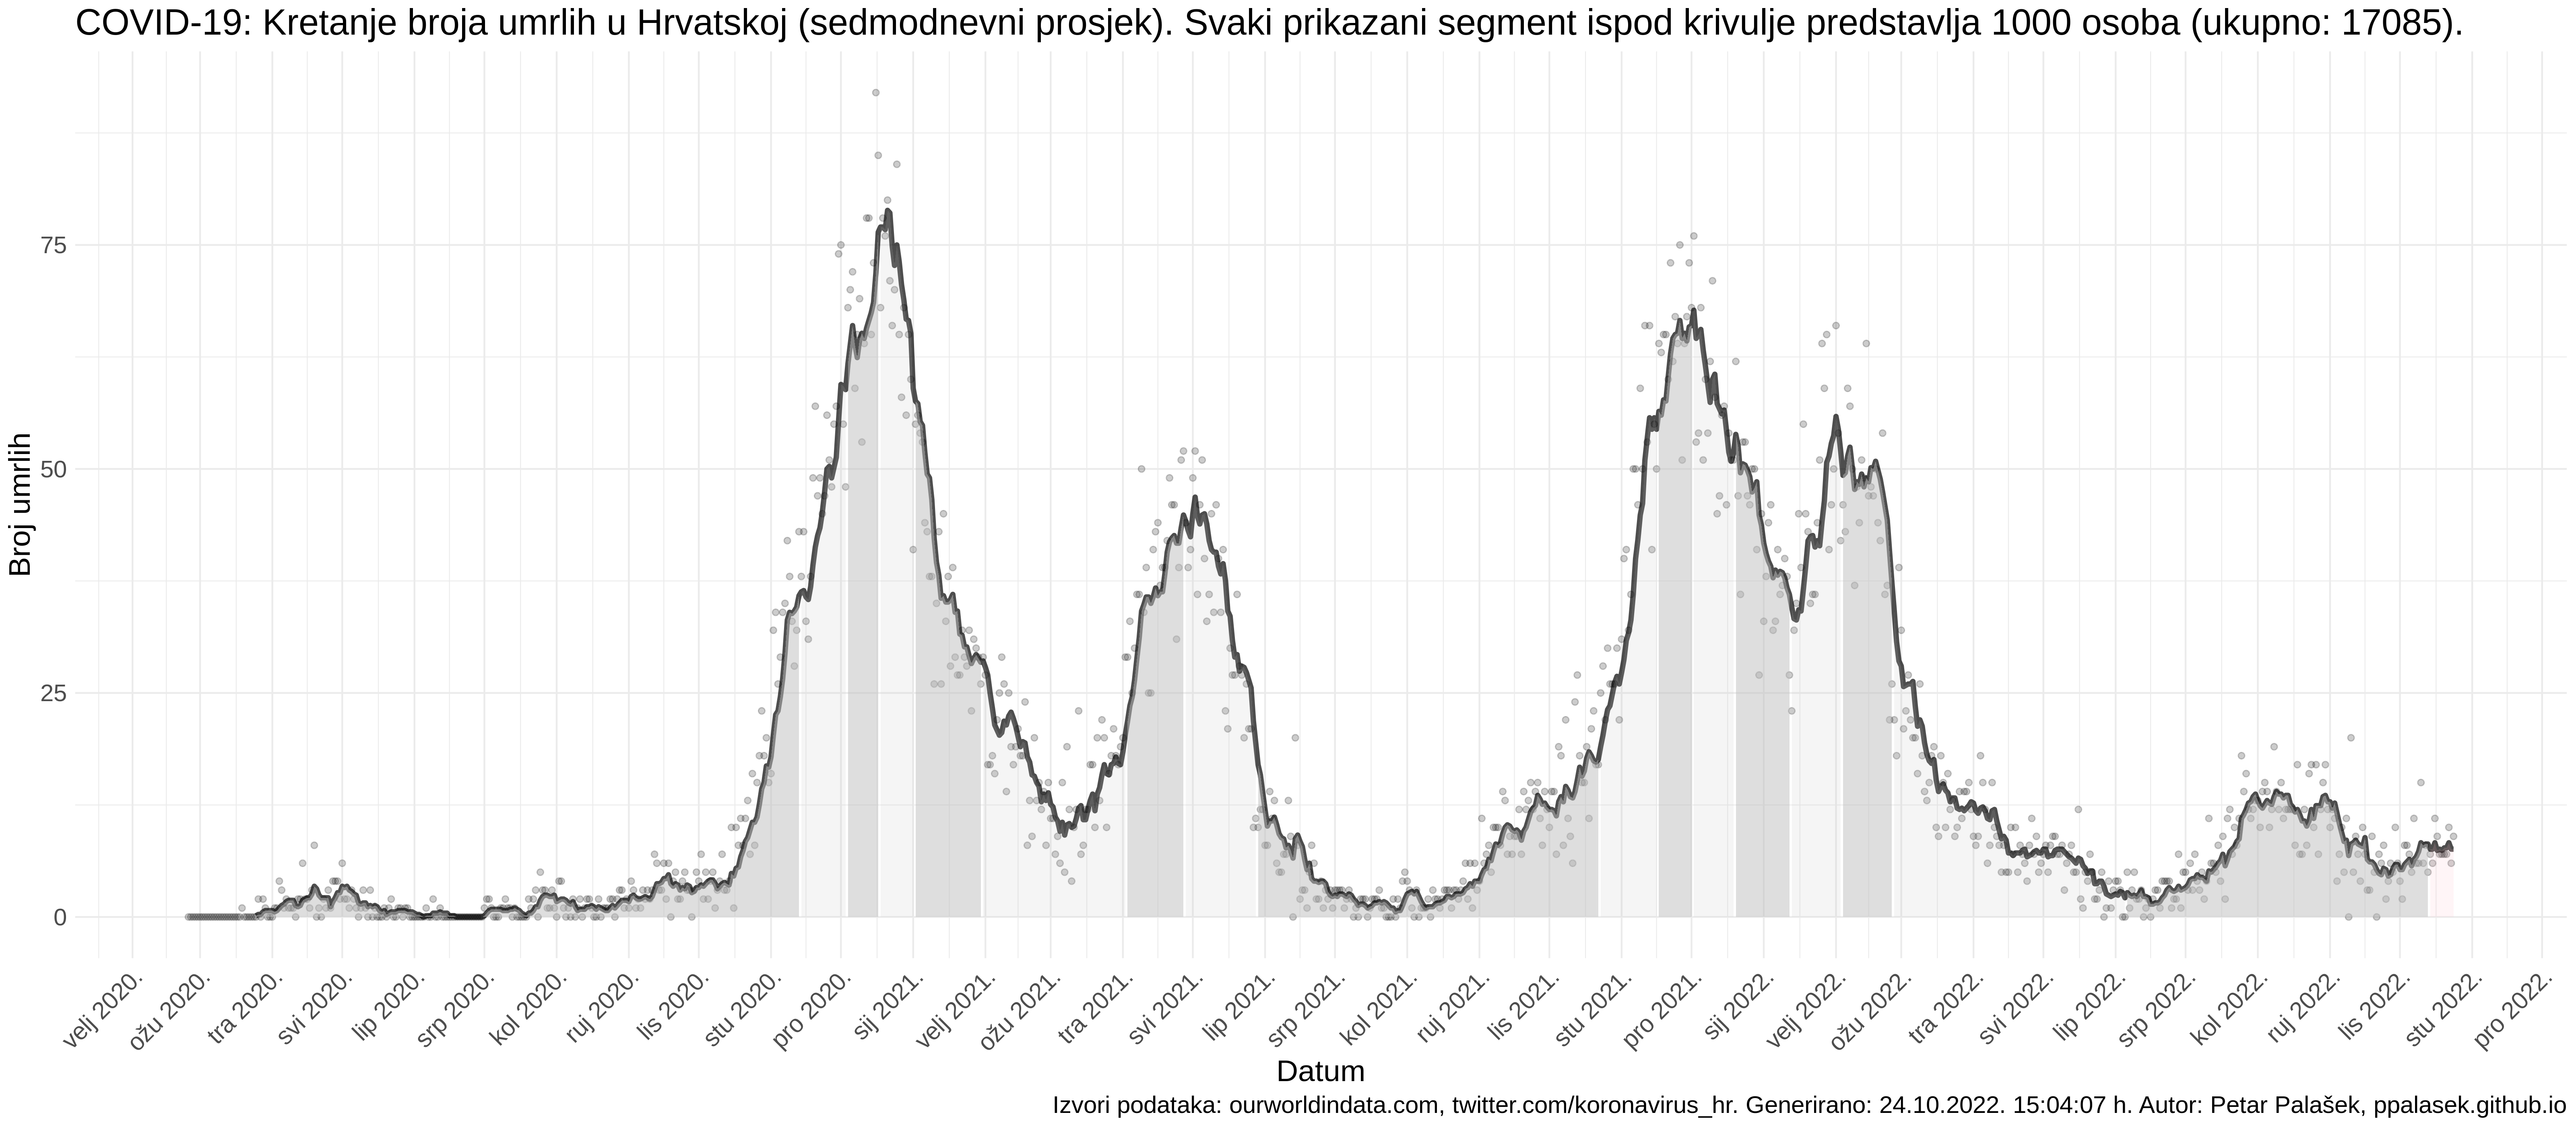 COVID-19: Kretanje broja umrlih u Hrvatskoj (sedmodnevni prosjek). Svaki prikazani segment ispod krivulje predstavlja 1000 osoba (ukupno: 17085).
Broj umrlih
75
50
25
0
velj 2020.
ožu 2020.
tra 2020.
svi 2020.
lip 2020.
srp 2020.
kol 2020.
ruj 2020.
lis 2020.
stu 2020.
pro 2020.
sij 2021.
velj 2021.
ožu 2021.
tra 2021.
svi 2021.
lip 2021.
srp 2021.
kol 2021.
ruj 2021.
lis 2021.
stu 2021.
pro 2021.
sij 2022.
velj 2022.
ožu 2022.
tra 2022.
svi 2022.
lip 2022.
srp 2022.
kol 2022.
ruj 2022.
lis 2022.
stu 2022.
pro 2022.
Datum
Izvori podataka: ourworldindata.com, twitter.com/koronavirus_hr. Generirano: 24.10.2022. 15:04:07 h. Autor: Petar Palašek, ppalasek.github.io